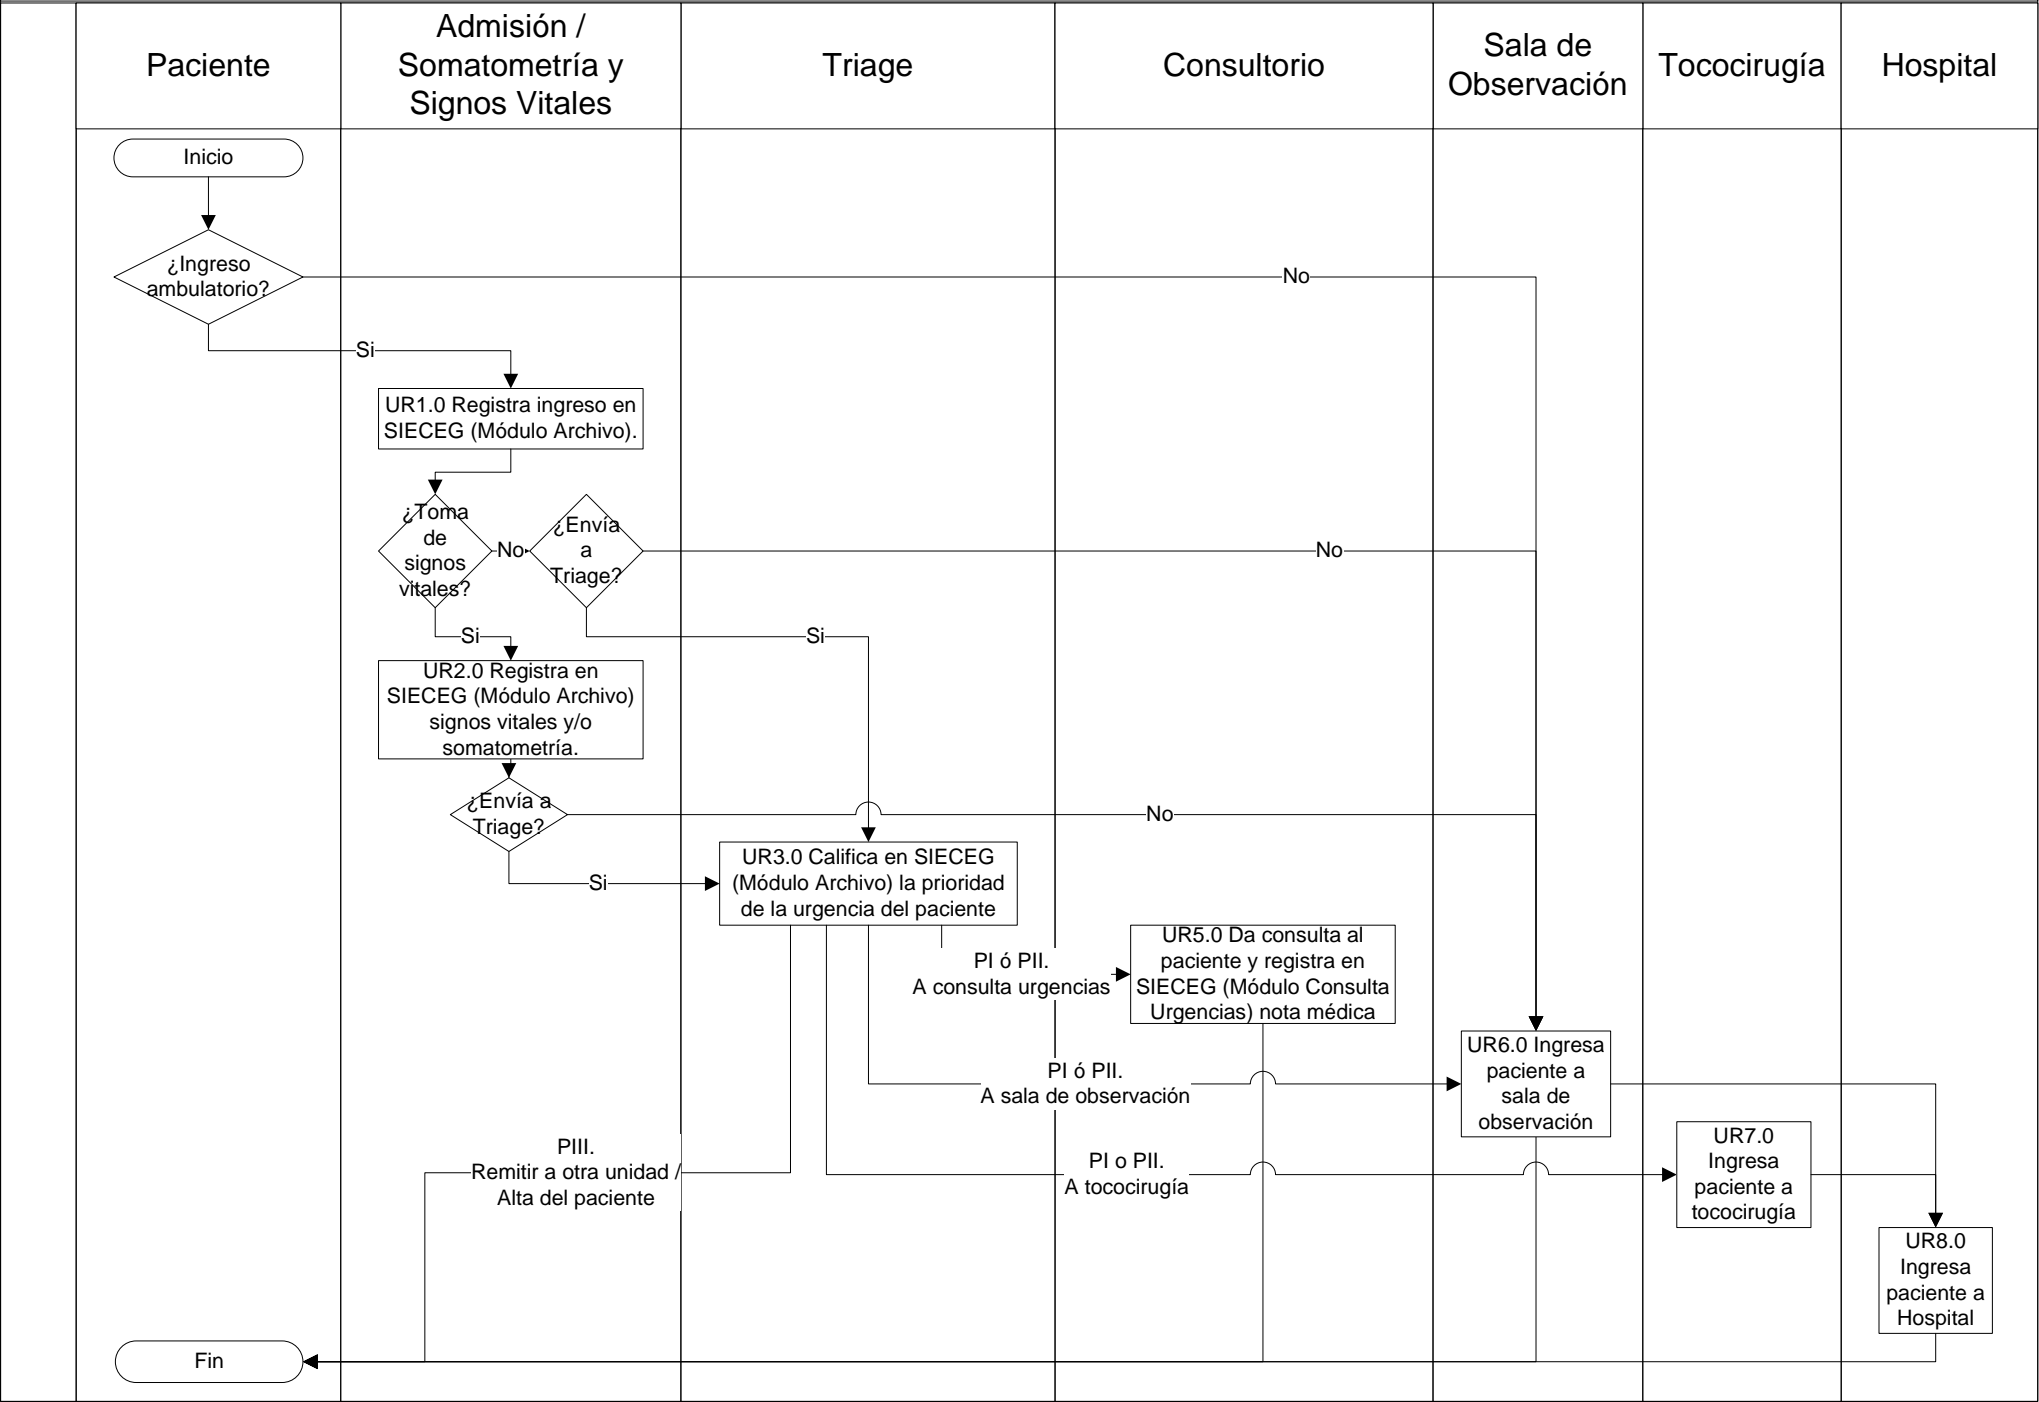 Paciente
Admisión /
Somatometría y
Signos Vitales
Triage
Consultorio
Sala de
Observación
Tococirugía
Hospital
Inicio
¿Ingreso
ambulatorio?
No
Si
UR1.0 Registra ingreso en
SIECEG (Módulo Archivo).
¿Toma
de
signos
vitales?
No
¿Envía
a
Triage?
No
Si
Si
UR2.0 Registra en
SIECEG (Módulo Archivo)
signos vitales y/o
somatometría.
¿Envía a
Triage?
No
Si
UR3.0 Califica en SIECEG
(Módulo Archivo) la prioridad
de la urgencia del paciente
PI ó PII.
A consulta urgencias
UR5.0 Da consulta al
paciente y registra en
SIECEG (Módulo Consulta
Urgencias) nota médica
PI ó PII.
A sala de observación
UR6.0 Ingresa
paciente a
sala de
observación
PIII.
Remitir a otra unidad /
Alta del paciente
PI o PII.
A tococirugía
UR7.0
Ingresa
paciente a
tococirugía
UR8.0
Ingresa
paciente a
Hospital
Fin